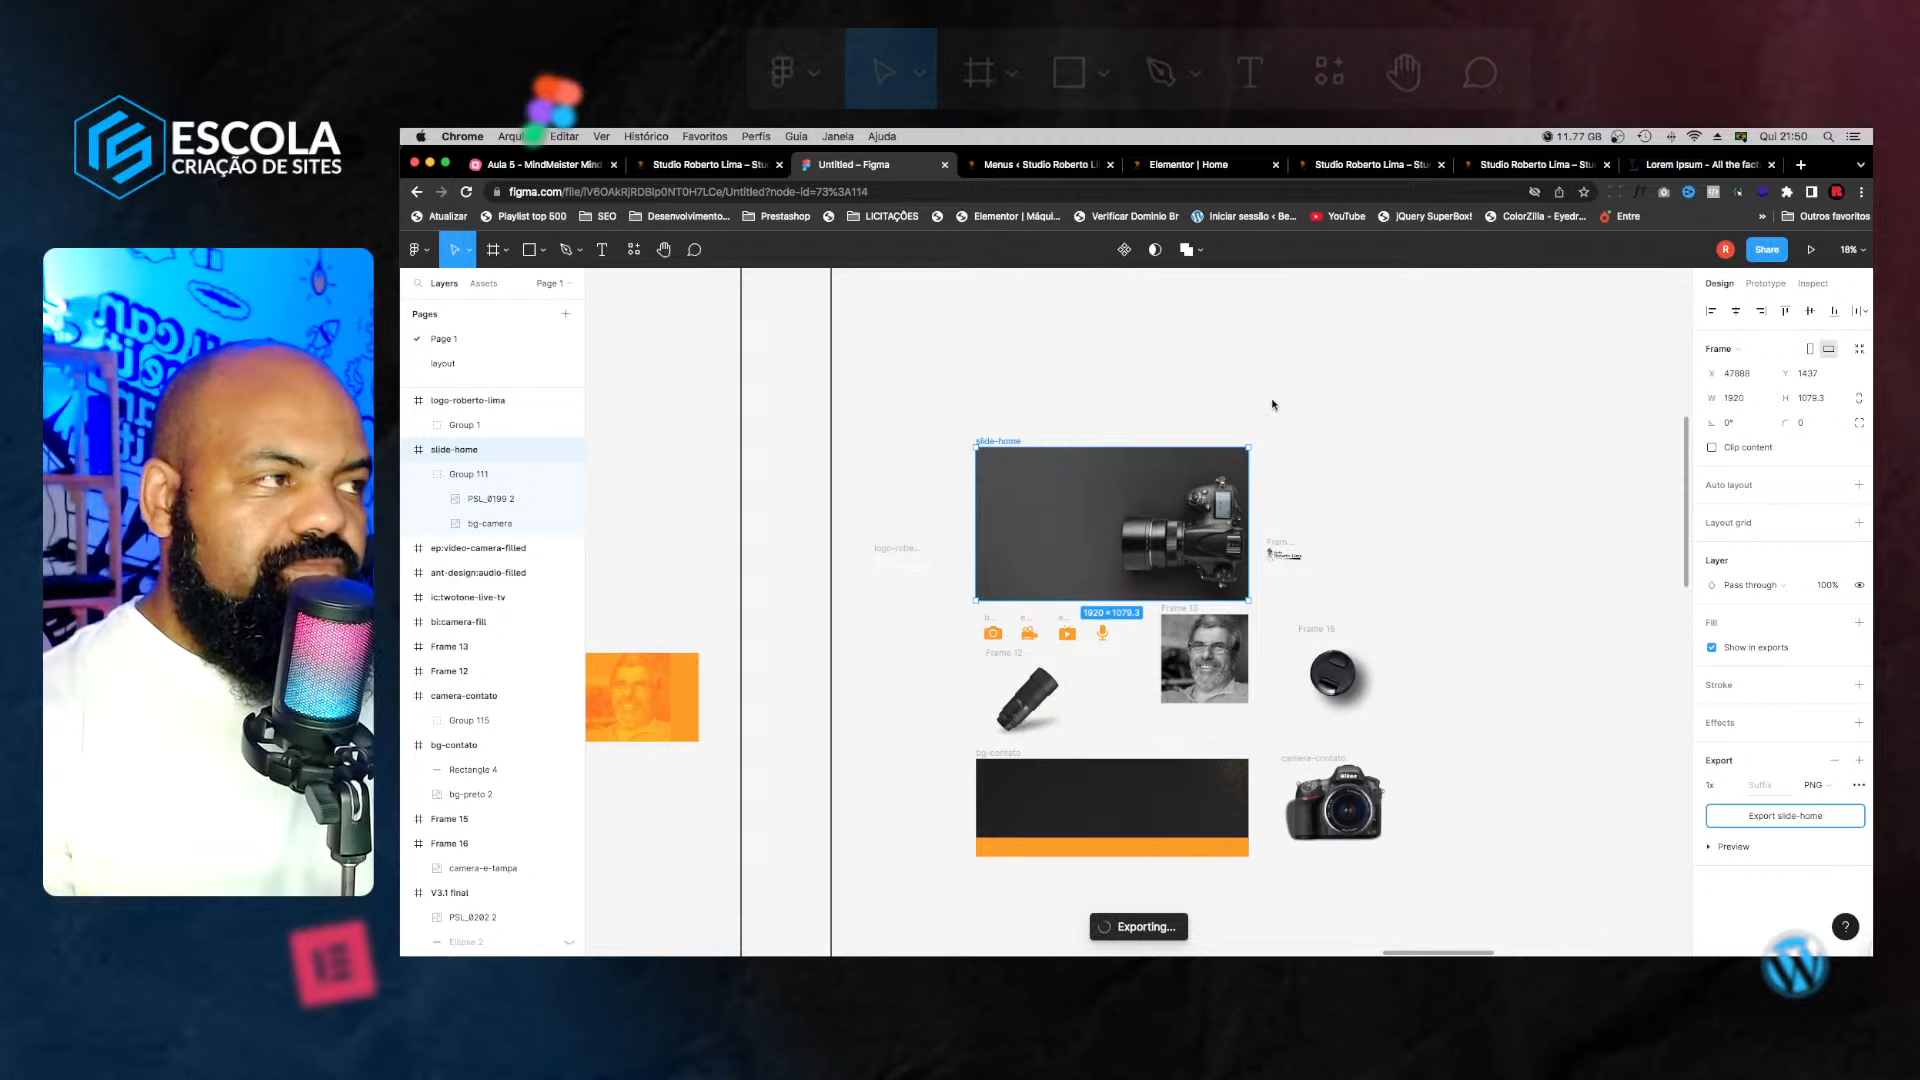 ESCOLA
CRIAÇÃO DE SITES
Chrome Arqu Editar Ver Histórico Favoritos Perfis Guia Janela Ajuda
11.77 GB Qui 21:50
Aula 5 - MindMeister Mind
Studio Roberto Lima – Stu
Untitled – Figma
Menus ‹ Studio Roberto L
Elementor | Home
Studio Roberto Lima – Stu
Studio Roberto Lima – Stu
Lorem Ipsum - All the fact
figma.com/file/lV6OAkRjRDBlp0NT0H7LCe/Untitled?node-id=73%3A114
Atualizar
Playlist top 500
SEO
Desenvolvimento...
Prestashop
LICITAÇÕES
Elementor | Máqui...
Verificar Dominio Br
Iniciar sessão ‹ Be...
YouTube
jQuery SuperBox!
ColorZilla - Eyedr...
Entre
»
Outros favoritos
R
Share
18%
Layers Assets Page 1
Pages
Page 1
layout
logo-roberto-lima
Group 1
slide-home
Group 111
PSL_0199 2
bg-camera
ep:video-camera-filled
ant-design:audio-filled
ic:twotone-live-tv
bi:camera-fill
Frame 13
Frame 12
camera-contato
Group 115
bg-contato
Rectangle 4
bg-preto 2
Frame 15
Frame 16
camera-e-tampa
V3.1 final
PSL_0202 2
Ellipse 2
slide-home
logo-robe...
Fram...
Roberto Lima
1920 × 1079.3
b... e... a...
Frame 13
Frame 12
Frame 16
bg-contato
camera-contato
Nikon
Exporting...
Design Prototype Inspect
Frame
X 47888 Y 1437
W 1920 H 1079.3
0° 0
Clip content
Auto layout
Layout grid
Layer
Pass through 100%
Fill
Show in exports
Stroke
Effects
Export
1x Suffix PNG
Export slide-home
Preview
?